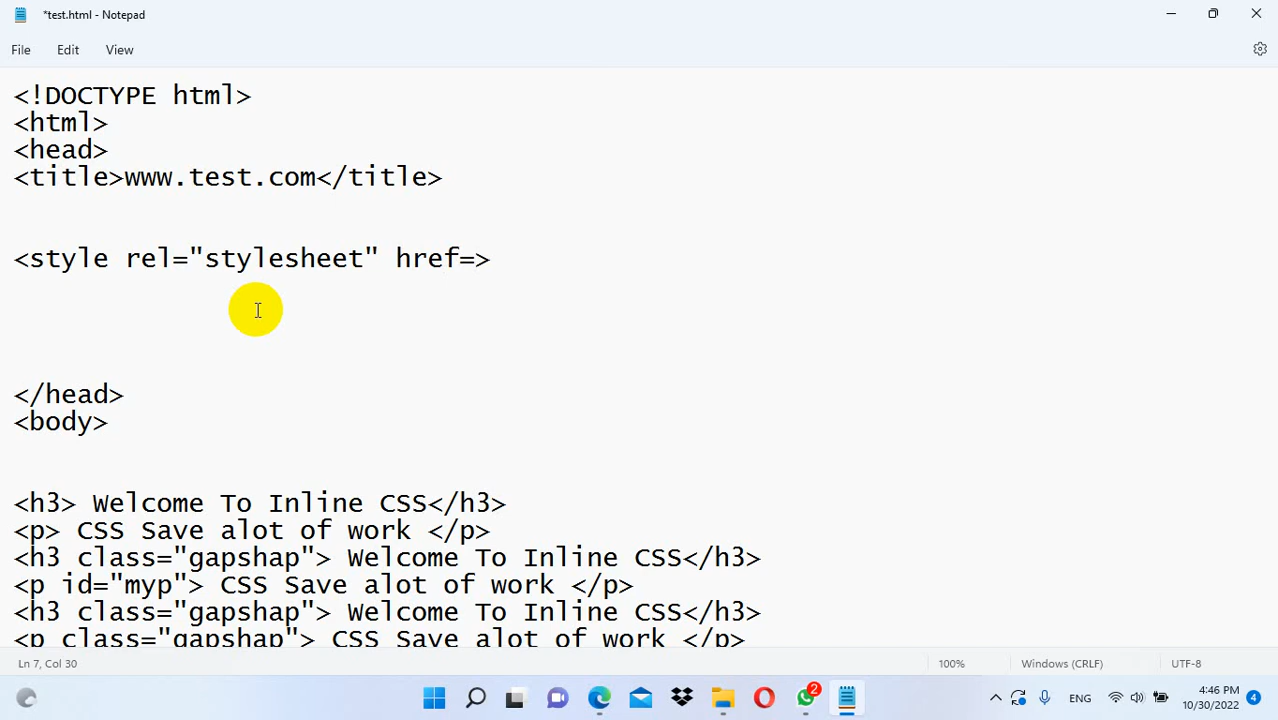 *test.html - Notepad
File Edit View
<!DOCTYPE html>
<html>
<head>
<title>www.test.com</title>
<style rel="stylesheet" href=>
</head>
<body>
<h3> Welcome To Inline CSS</h3>
<p> CSS Save alot of work </p>
<h3 class="gapshap"> Welcome To Inline CSS</h3>
<p id="myp"> CSS Save alot of work </p>
<h3 class="gapshap"> Welcome To Inline CSS</h3>
<p class="gapshap"> CSS Save alot of work </p>
Ln 7, Col 30 100% Windows (CRLF) UTF-8
2 ENG 4:46 PM
10/30/2022 4